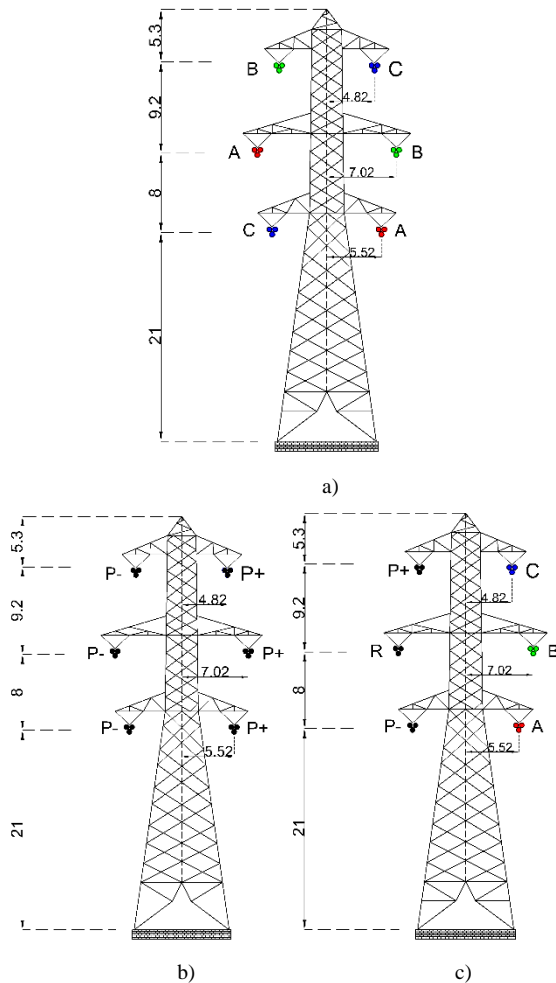 5.3
B C
4.82
9.2
A B
7.02
8
C A
5.52
21
a)
5.3
P- P+
4.82
9.2
P- P+
7.02
8
P- P+
5.52
21
b)
5.3
P+ C
4.82
9.2
R B
7.02
8
P- A
5.52
21
c)